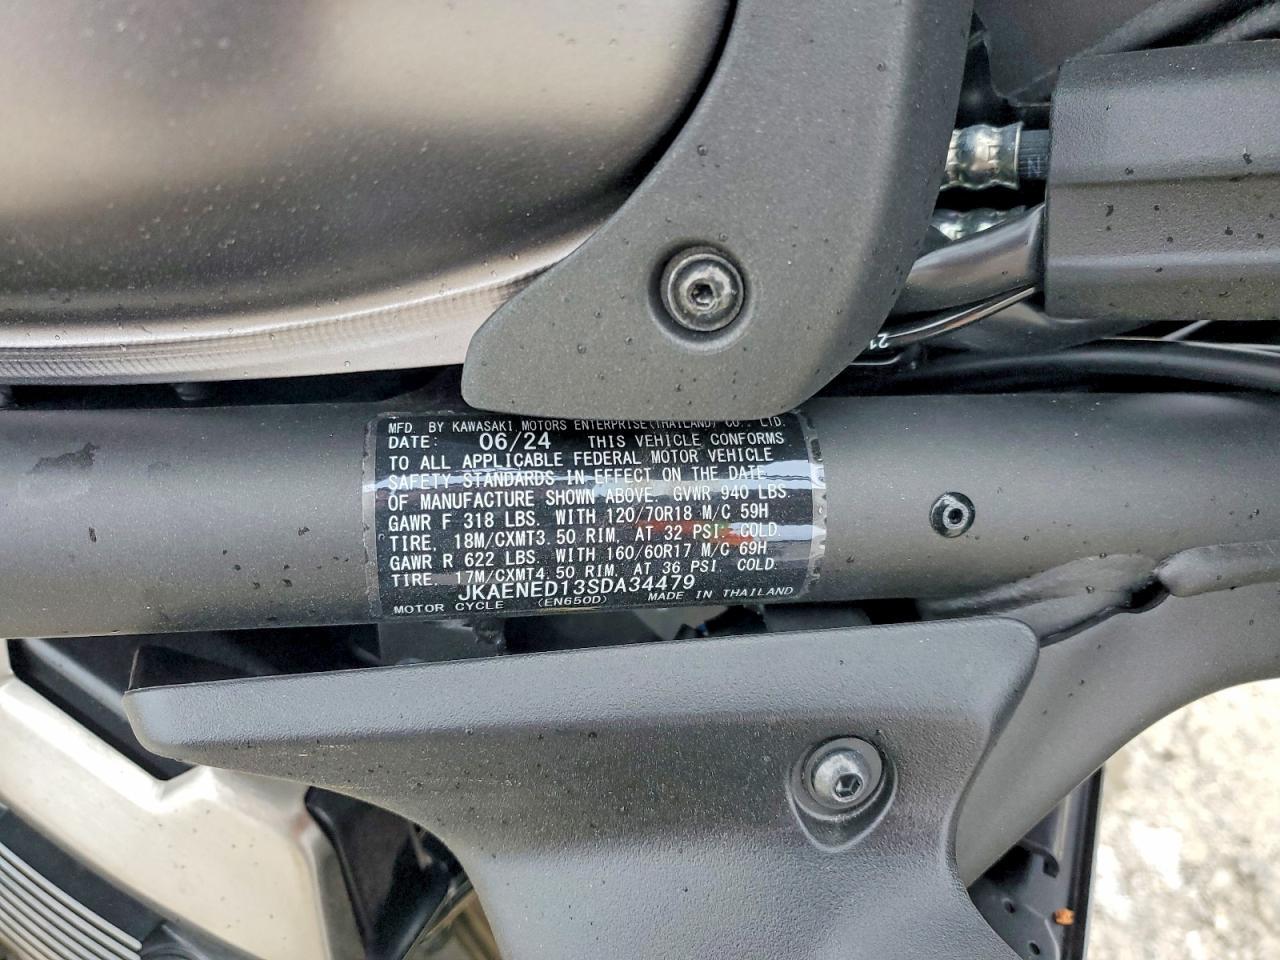 MFD. BY KAWASAKI MOTORS ENTERPRISE(THAILAND) CO., LTD.
DATE: 06/24 THIS VEHICLE CONFORMS
TO ALL APPLICABLE FEDERAL MOTOR VEHICLE
SAFETY STANDARDS IN EFFECT ON THE DATE
OF MANUFACTURE SHOWN ABOVE. GVWR 940 LBS.
GAWR F 318 LBS. WITH 120/70R18 M/C 59H
TIRE, 18M/CXMT3.50 RIM, AT 32 PSI. COLD.
GAWR R 622 LBS. WITH 160/60R17 M/C 69H
TIRE, 17M/CXMT4.50 RIM, AT 36 PSI COLD.
JKAENED13SDA34479
MOTOR CYCLE (EN650D) MADE IN THAILAND
21